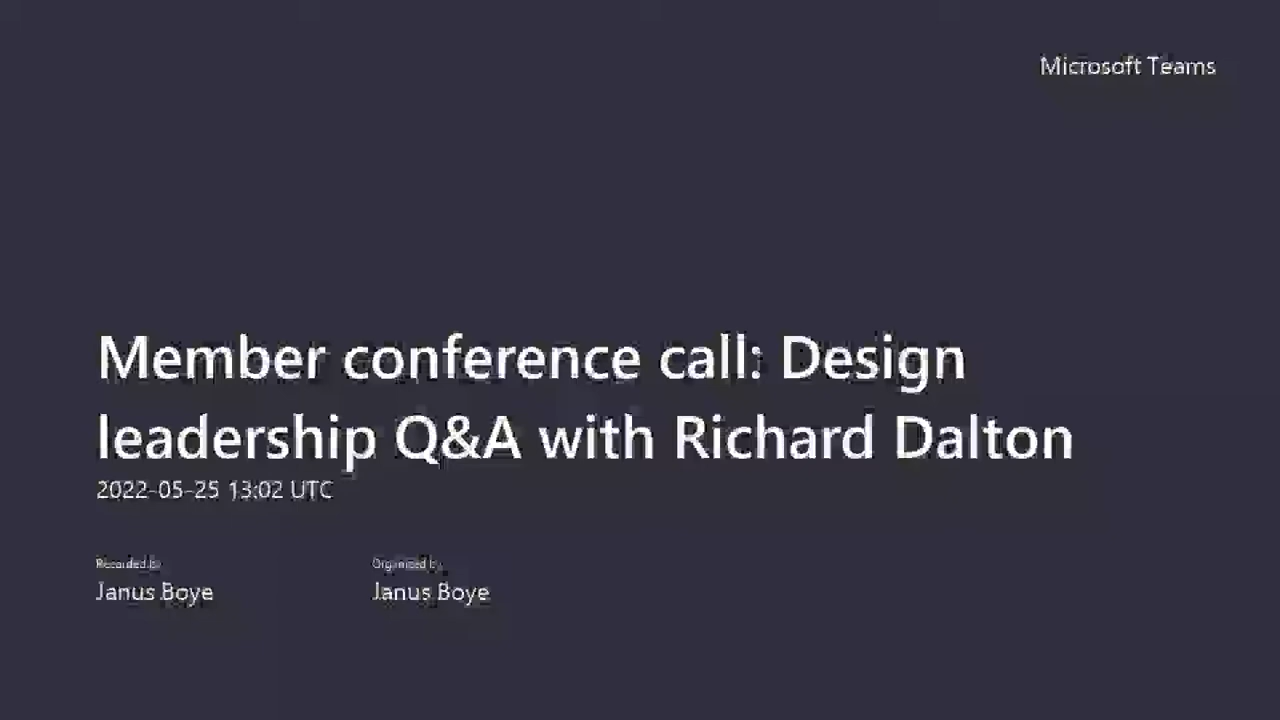 Microsoft Teams
Member conference call: Design
leadership Q&A with Richard Dalton
2022-05-25 13:02 UTC
Recorded by
Organized by
Janus Boye
Janus Boye